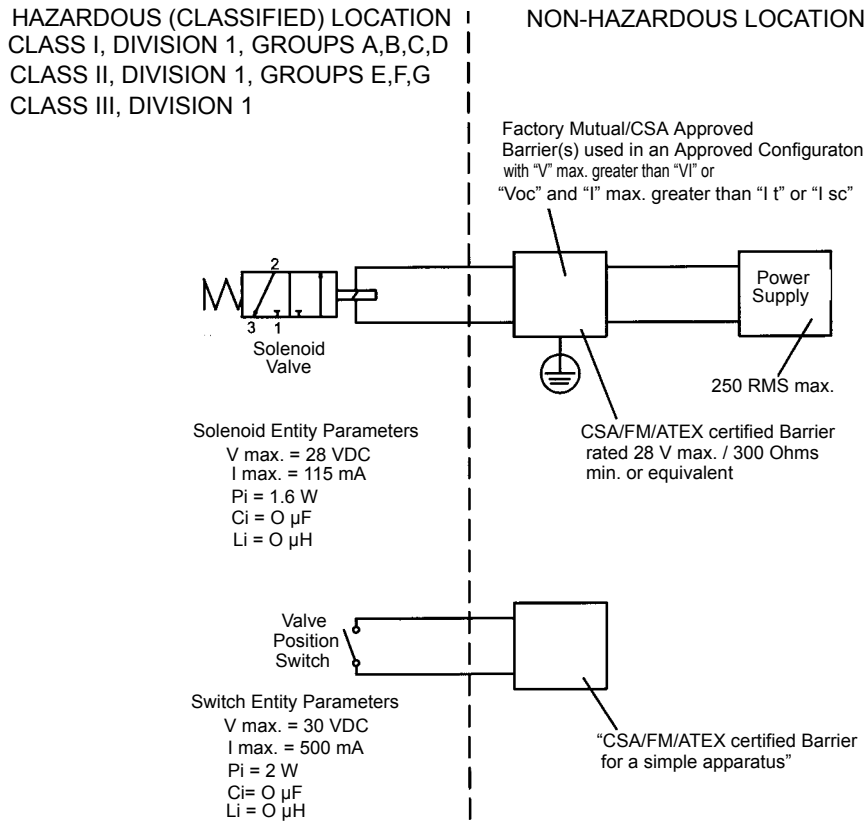 HAZARDOUS (CLASSIFIED) LOCATION
CLASS I, DIVISION 1, GROUPS A,B,C,D
CLASS II, DIVISION 1, GROUPS E,F,G
CLASS III, DIVISION 1
NON-HAZARDOUS LOCATION
Factory Mutual/CSA Approved
Barrier(s) used in an Approved Configuraton
with “V” max. greater than “VI” or
“Voc” and “I” max. greater than “I t” or “I sc”
2
3 1
Solenoid
Valve
Power
Supply
250 RMS max.
CSA/FM/ATEX certified Barrier
rated 28 V max. / 300 Ohms
min. or equivalent
Solenoid Entity Parameters
V max. = 28 VDC
I max. = 115 mA
Pi = 1.6 W
Ci = O µF
Li = O µH
Valve
Position
Switch
Switch Entity Parameters
V max. = 30 VDC
I max. = 500 mA
Pi = 2 W
Ci= O µF
Li = O µH
“CSA/FM/ATEX certified Barrier
for a simple apparatus”